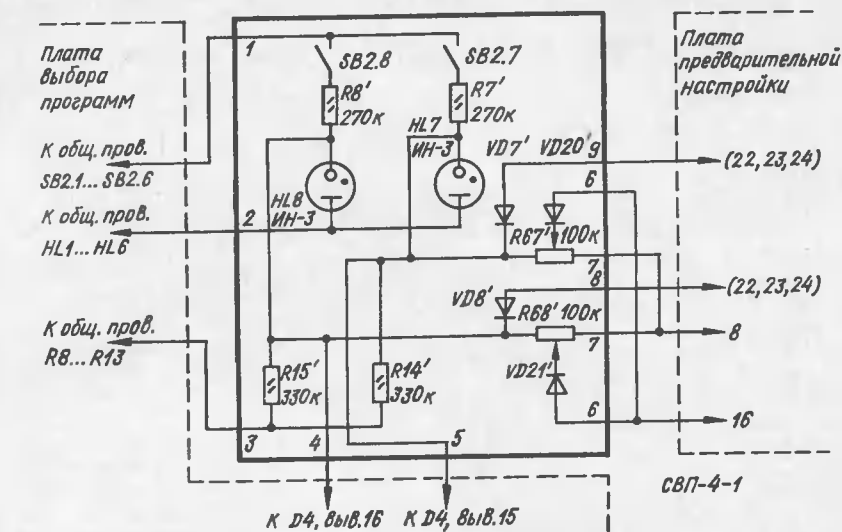 Плата
выбора
программ
К общ. пров.
SB2.1... SB2.6
К общ. пров.
HL1... HL6
К общ. пров.
R8... R13
1
SB2.8
SB2.7
R8'
270к
R7'
270к
HL7
ИН-3
HL8
ИН-3
2
VD7'
VD20'
9
6
R67'
100к
7
8
VD8'
R68'
100к
7
VD21'
6
R15'
330к
R14'
330к
3
4
5
Плата
предварительной
настройки
(22,23,24)
(22,23,24)
8
16
СВП-4-1
К D4, выв.16
К D4, выв.15